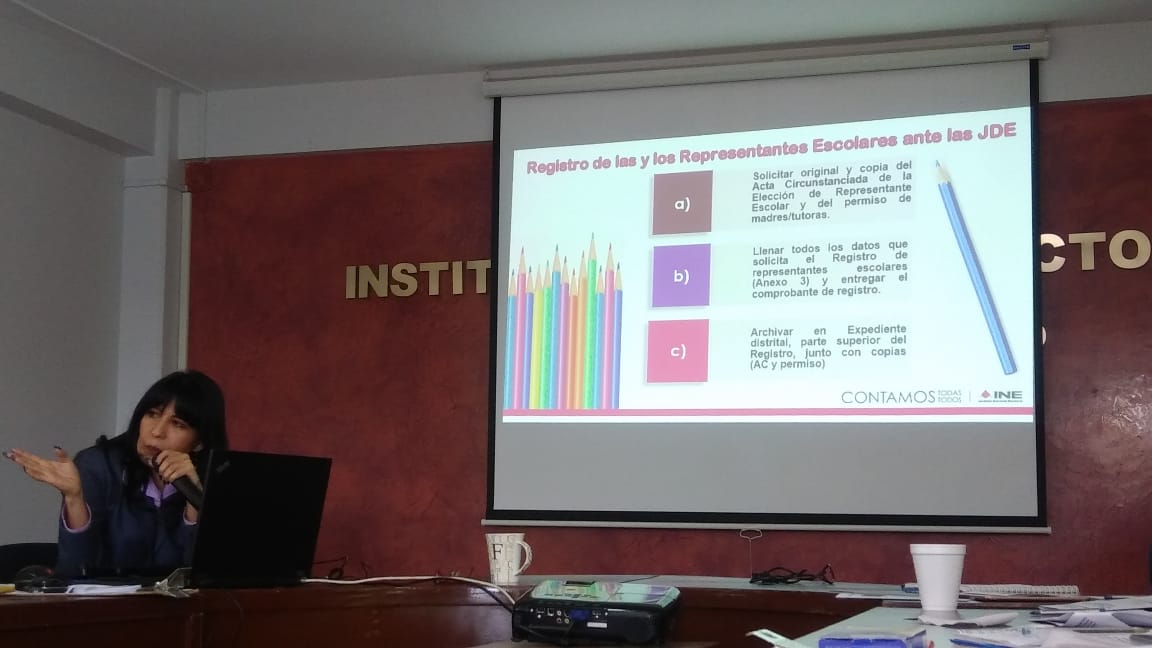 Registro de las y los Representantes Escolares ante las JDE
a)
Solicitar original y copia del
Acta Circunstanciada de la
Elección de Representante
Escolar y del permiso de
madres/tutoras.
b)
Llenar todos los datos que
solicita el Registro de
representantes escolares
(Anexo 3) y entregar el
comprobante de registro.
c)
Archivar en Expediente
distrital, parte superior del
Registro, junto con copias
(AC y permiso)
CONTAMOS TODAS
TODOS
INE
INSTIT
CTO
F